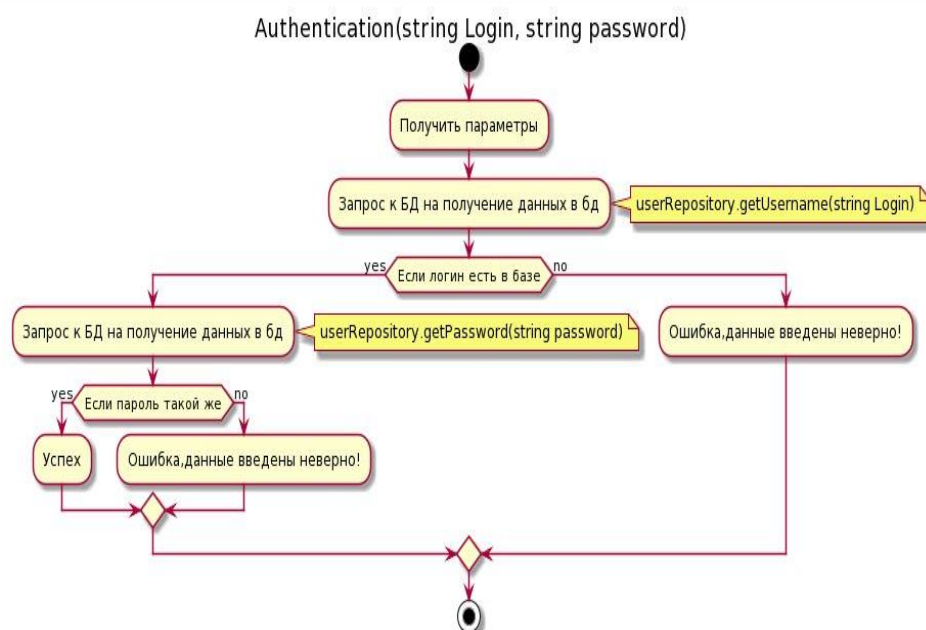 Authentication(string Login, string password)
Получить параметры
Запрос к БД на получение данных в бд
userRepository.getUsername(string Login)
yes
Если логин есть в базе
no
Запрос к БД на получение данных в бд
userRepository.getPassword(string password)
Ошибка,данные введены неверно!
yes
Если пароль такой же
no
Успех
Ошибка,данные введены неверно!